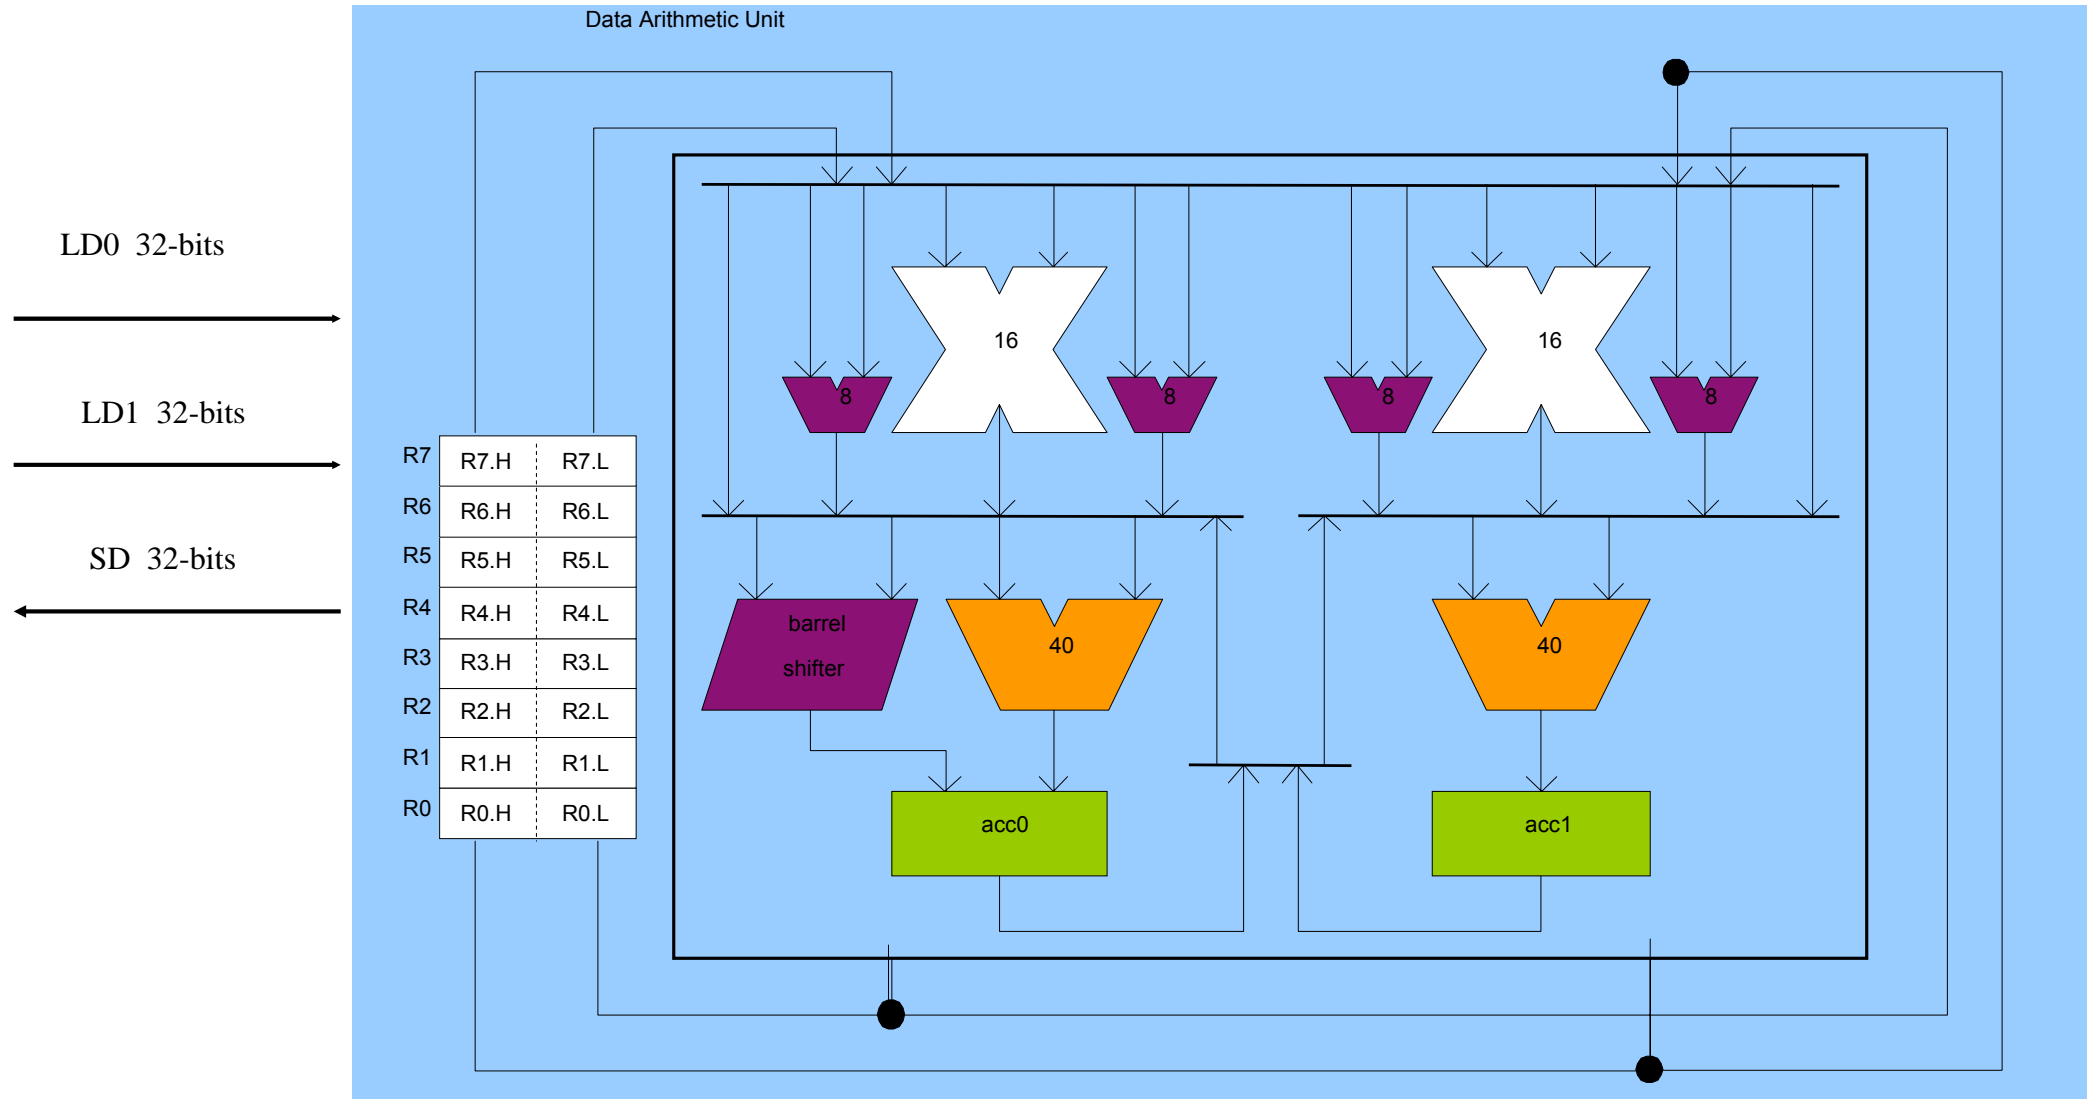 Data Arithmetic Unit
LD0 32-bits
LD1 32-bits
SD 32-bits
R7 R7.H R7.L
R6 R6.H R6.L
R5 R5.H R5.L
R4 R4.H R4.L
R3 R3.H R3.L
R2 R2.H R2.L
R1 R1.H R1.L
R0 R0.H R0.L
16 16
8 8 8 8
barrel
shifter
40 40
acc0 acc1